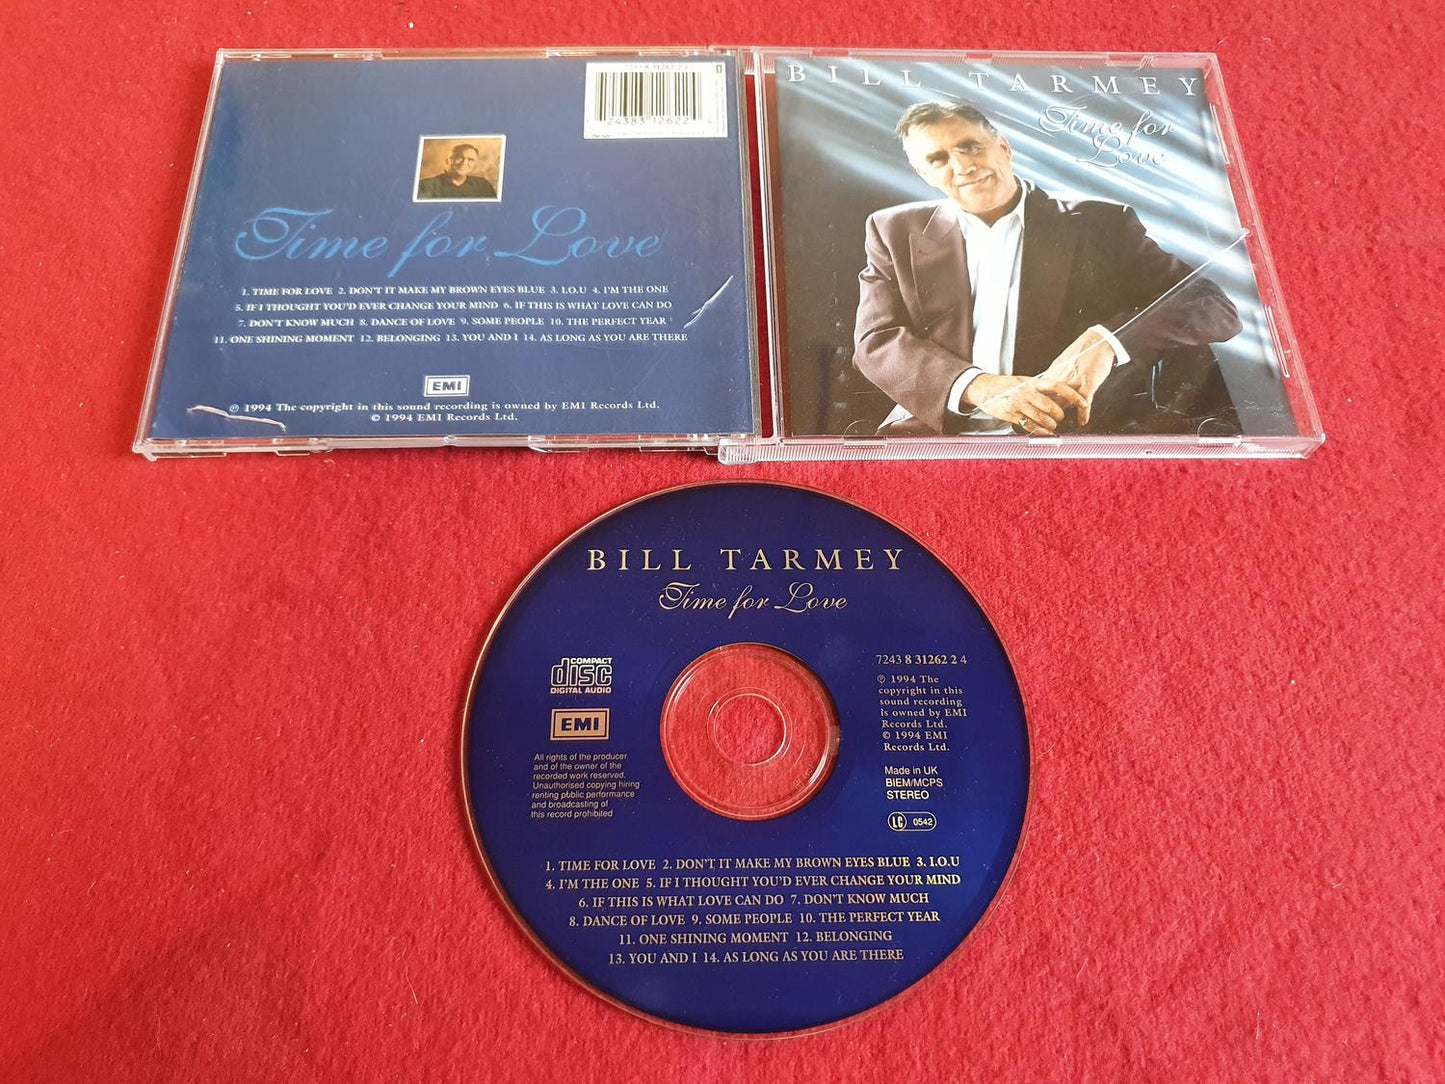 7243 8 31262 2 4
24383 12622
Time for Love
1. TIME FOR LOVE 2. DON'T IT MAKE MY BROWN EYES BLUE 3. I.O.U 4. I'M THE ONE
5. IF I THOUGHT YOU'D EVER CHANGE YOUR MIND 6. IF THIS IS WHAT LOVE CAN DO
7. DON'T KNOW MUCH 8. DANCE OF LOVE 9. SOME PEOPLE 10. THE PERFECT YEAR
11. ONE SHINING MOMENT 12. BELONGING 13. YOU AND I 14. AS LONG AS YOU ARE THERE
EMI
℗ 1994 The copyright in this sound recording is owned by EMI Records Ltd.
© 1994 EMI Records Ltd.
BILL TARMEY
Time for
Love
BILL TARMEY
Time for Love
COMPACT
disc
DIGITAL AUDIO
EMI
All rights of the producer
and of the owner of the
recorded work reserved.
Unauthorised copying hiring
renting public performance
and broadcasting of
this record prohibited
7243 8 31262 2 4
℗ 1994 The
copyright in this
sound recording
is owned by EMI
Records Ltd.
© 1994 EMI
Records Ltd.
Made in UK
BIEM/MCPS
STEREO
LC 0542
1. TIME FOR LOVE 2. DON'T IT MAKE MY BROWN EYES BLUE 3. I.O.U
4. I'M THE ONE 5. IF I THOUGHT YOU'D EVER CHANGE YOUR MIND
6. IF THIS IS WHAT LOVE CAN DO 7. DON'T KNOW MUCH
8. DANCE OF LOVE 9. SOME PEOPLE 10. THE PERFECT YEAR
11. ONE SHINING MOMENT 12. BELONGING
13. YOU AND I 14. AS LONG AS YOU ARE THERE